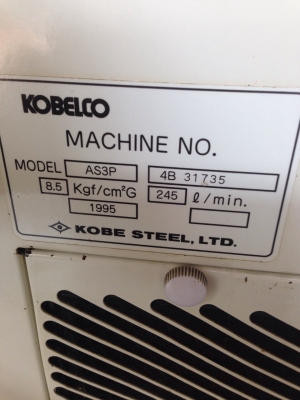 KOBELCO
MACHINE NO.
MODEL AS3P 4B 31735
8.5 Kgf/cm²G 245 ℓ/min.
1995
KOBE STEEL, LTD.